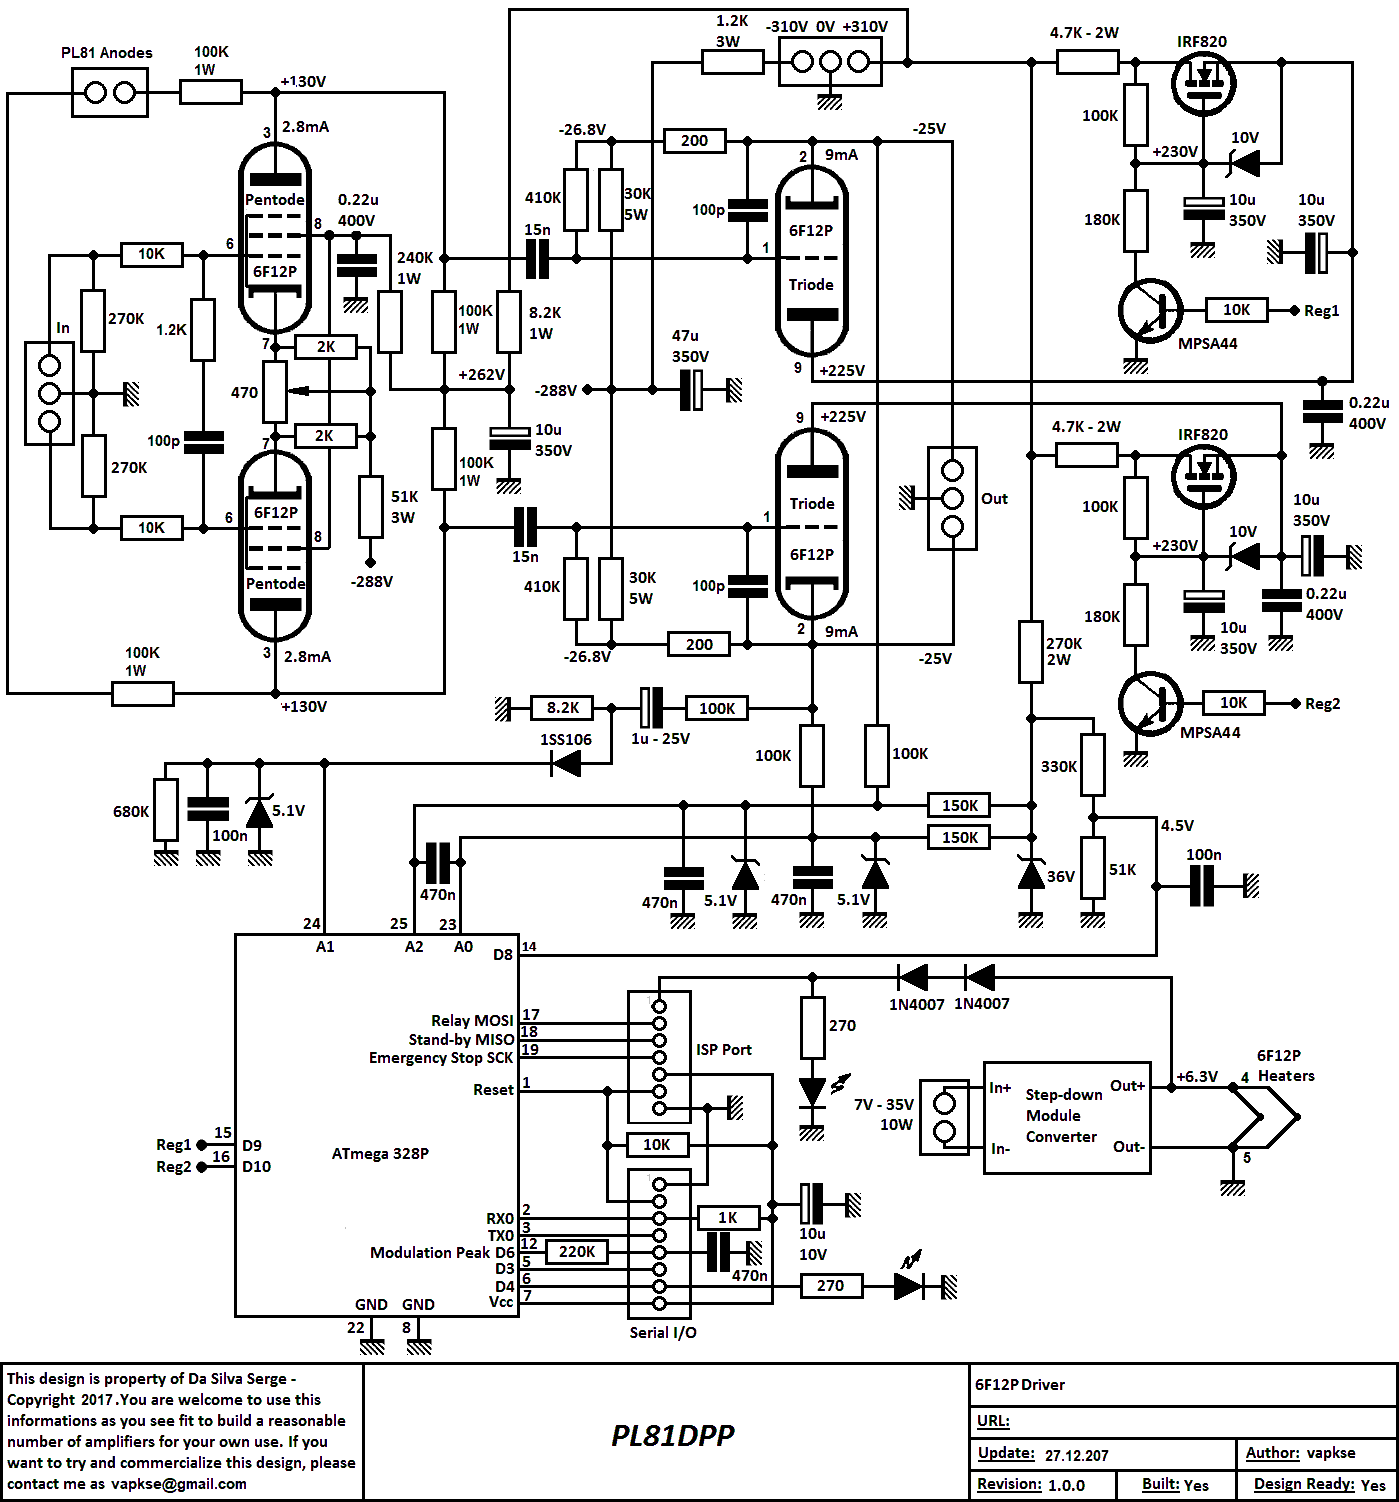 PL81 Anodes
100K
1W
+130V
3
2.8mA
Pentode
8
0.22u
400V
6
10K
6F12P
240K
1W
In
270K
1.2K
7
2K
470
100p
7
2K
270K
10K
6
6F12P
8
Pentode
51K
3W
-288V
3
2.8mA
100K
1W
+130V
1.2K
3W
-310V 0V +310V
-26.8V
200
-25V
2
9mA
410K
30K
5W
100p
15n
1
6F12P
Triode
100K
1W
8.2K
1W
47u
350V
+262V
-288V
9
+225V
10u
350V
100K
1W
9
+225V
Triode
1
6F12P
15n
410K
30K
5W
100p
2
9mA
-26.8V
200
-25V
Out
4.7K - 2W
IRF820
100K
+230V
10V
180K
10u
350V
10u
350V
10K
Reg1
MPSA44
0.22u
400V
4.7K - 2W
IRF820
100K
+230V
10V
10u
350V
180K
10u
350V
0.22u
400V
10K
Reg2
MPSA44
270K
2W
8.2K
1u - 25V
100K
1SS106
100K
100K
330K
680K
100n
5.1V
150K
150K
4.5V
470n
470n
5.1V
470n
5.1V
36V
51K
100n
24
25
23
A1
A2
A0
D8
14
Relay MOSI
17
Stand-by MISO
18
Emergency Stop SCK
19
Reset
1
1
ISP Port
270
1N4007
1N4007
7V - 35V
10W
In+
In-
Step-down
Module
Converter
Out+
Out-
+6.3V
6F12P
Heaters
4
5
Reg1
15
D9
Reg2
16
D10
ATmega 328P
10K
1
RX0
2
TX0
3
Modulation Peak D6
12
220K
D3
5
D4
6
Vcc
7
1K
470n
10u
10V
270
GND
GND
22
8
Serial I/O
This design is property of Da Silva Serge -
Copyright 2017 .You are welcome to use this
informations as you see fit to build a reasonable
number of amplifiers for your own use. If you
want to try and commercialize this design, please
contact me as vapkse@gmail.com
PL81DPP
6F12P Driver
URL:
Update: 27.12.207
Author: vapkse
Revision: 1.0.0
Built: Yes
Design Ready: Yes